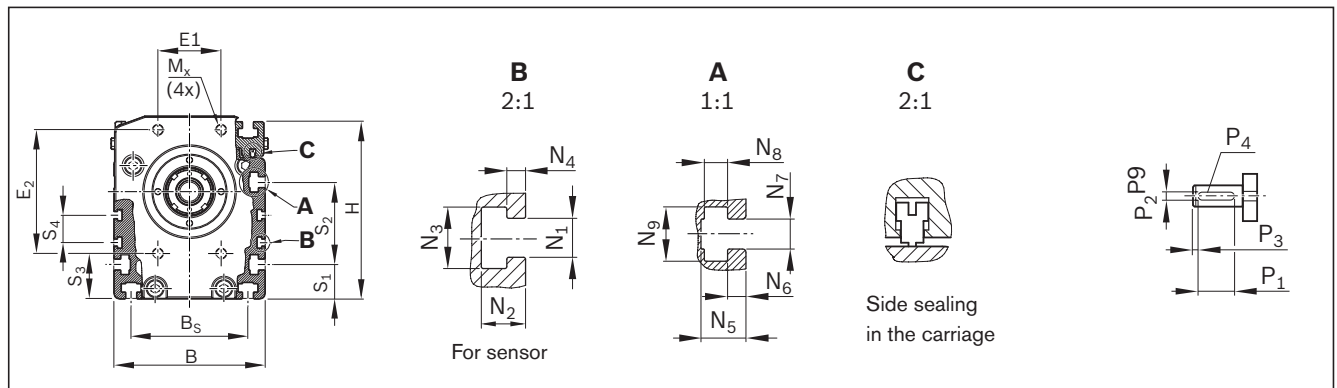 E1
Mₓ
(4x)
C
A
B
E₂
S₄
S₃
S₂
S₁
H
Bₛ
B
B
2:1
N₄
N₃
N₁
N₂
For sensor
A
1:1
N₈
N₇
N₉
N₆
N₅
C
2:1
Side sealing
in the carriage
P₄
P₂ P9
P₃
P₁